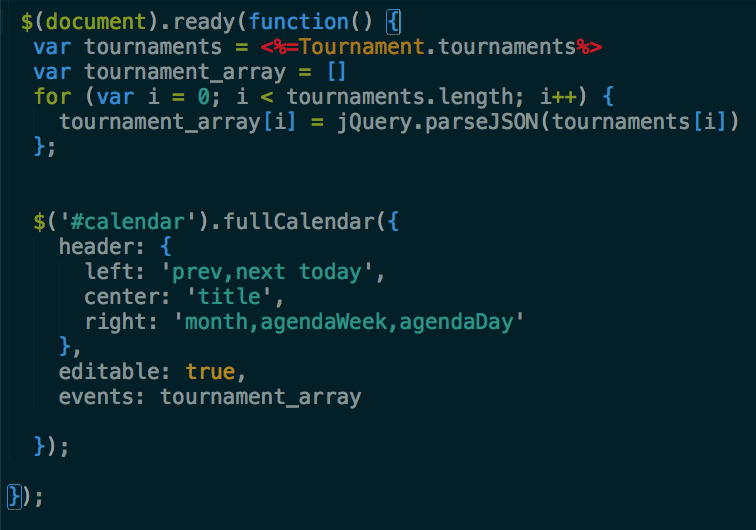 $(document).ready(function() {
var tournaments = <%=Tournament.tournaments%>
var tournament_array = []
for (var i = 0; i < tournaments.length; i++) {
tournament_array[i] = jQuery.parseJSON(tournaments[i])
};
$('#calendar').fullCalendar({
header: {
left: 'prev,next today',
center: 'title',
right: 'month,agendaWeek,agendaDay'
},
editable: true,
events: tournament_array
});
});